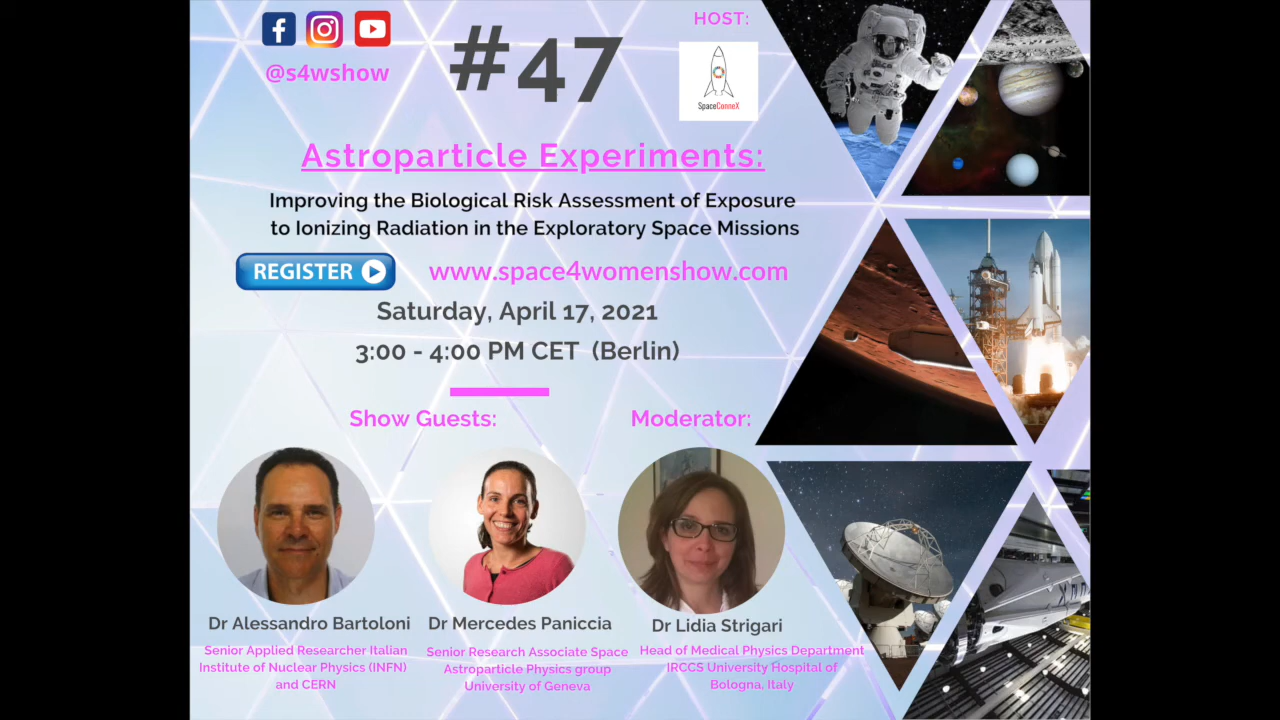 @s4wshow
#47
HOST:
SpaceConneX
Astroparticle Experiments:
Improving the Biological Risk Assessment of Exposure
to Ionizing Radiation in the Exploratory Space Missions
REGISTER
www.space4womenshow.com
Saturday, April 17, 2021
3:00 - 4:00 PM CET (Berlin)
Show Guests:
Moderator:
Dr Alessandro Bartoloni
Senior Applied Researcher Italian
Institute of Nuclear Physics (INFN)
and CERN
Dr Mercedes Paniccia
Senior Research Associate Space
Astroparticle Physics group
University of Geneva
Dr Lidia Strigari
Head of Medical Physics Department
IRCCS University Hospital of
Bologna, Italy